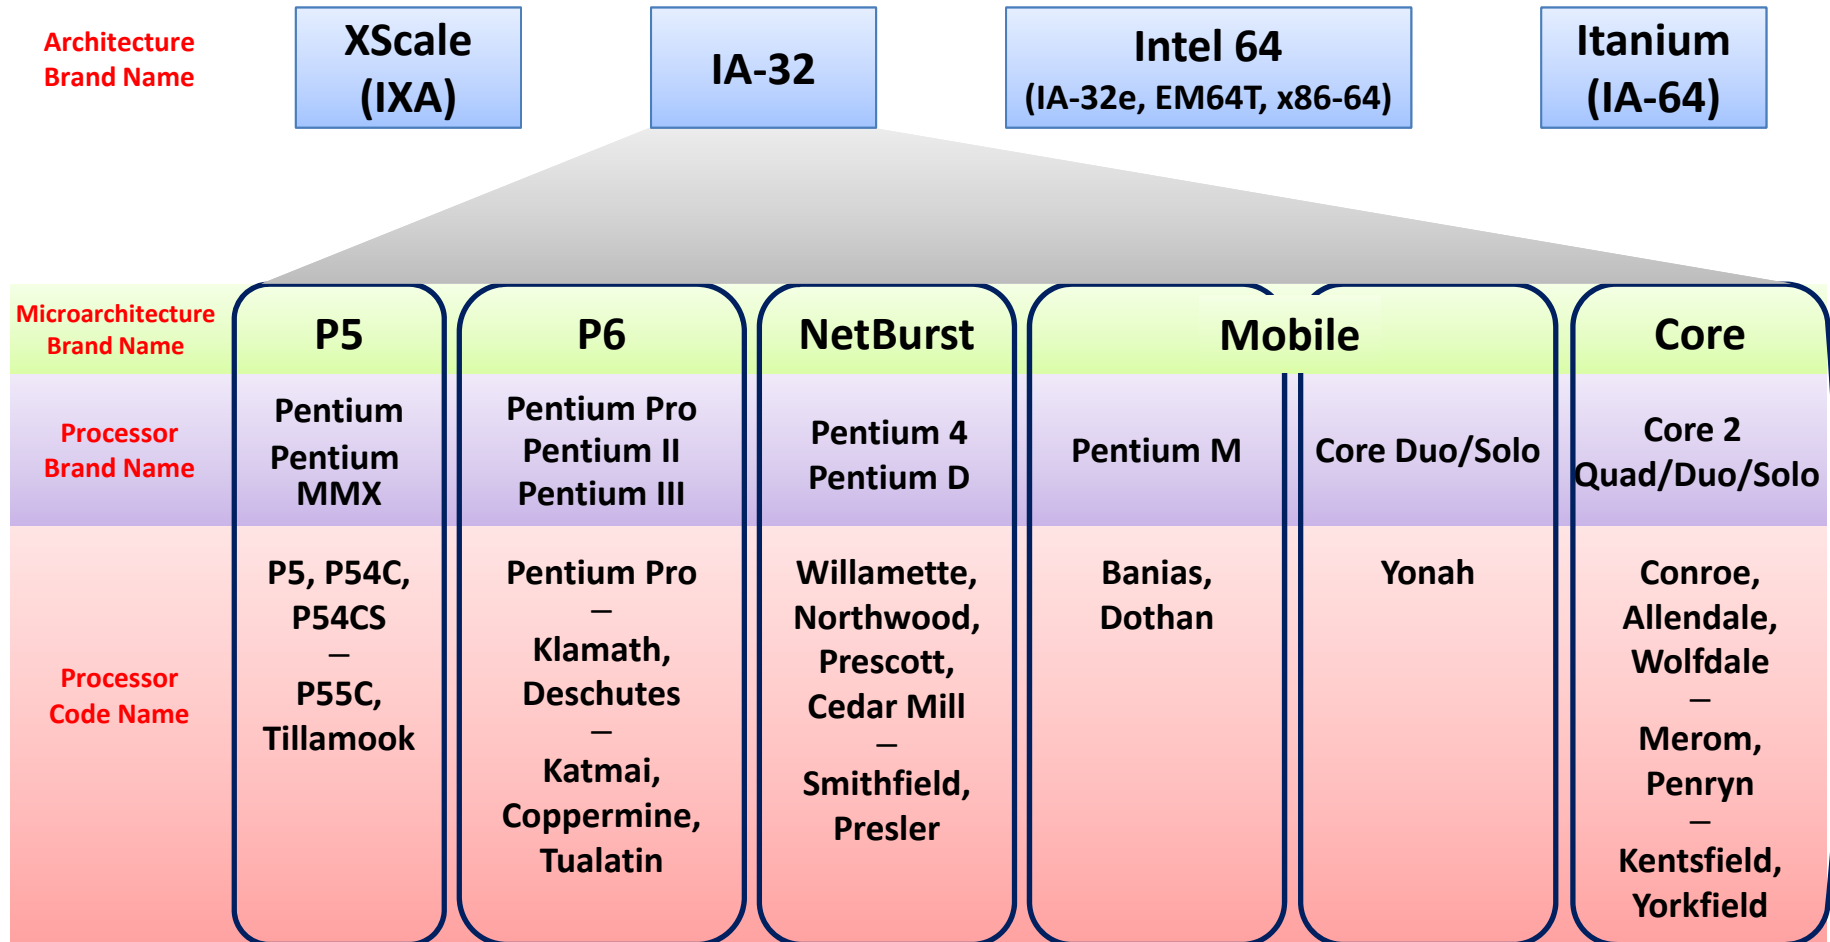 Architecture
Brand Name
XScale
(IXA)
IA-32
Intel 64
(IA-32e, EM64T, x86-64)
Itanium
(IA-64)
Microarchitecture
Brand Name
P5
P6
NetBurst
Mobile
Core
Processor
Brand Name
Pentium
Pentium
MMX
Pentium Pro
Pentium II
Pentium III
Pentium 4
Pentium D
Pentium M
Core Duo/Solo
Core 2
Quad/Duo/Solo
Processor
Code Name
P5, P54C,
P54CS
–
P55C,
Tillamook
Pentium Pro
–
Klamath,
Deschutes
–
Katmai,
Coppermine,
Tualatin
Willamette,
Northwood,
Prescott,
Cedar Mill
–
Smithfield,
Presler
Banias,
Dothan
Yonah
Conroe,
Allendale,
Wolfdale
–
Merom,
Penryn
–
Kentsfield,
Yorkfield